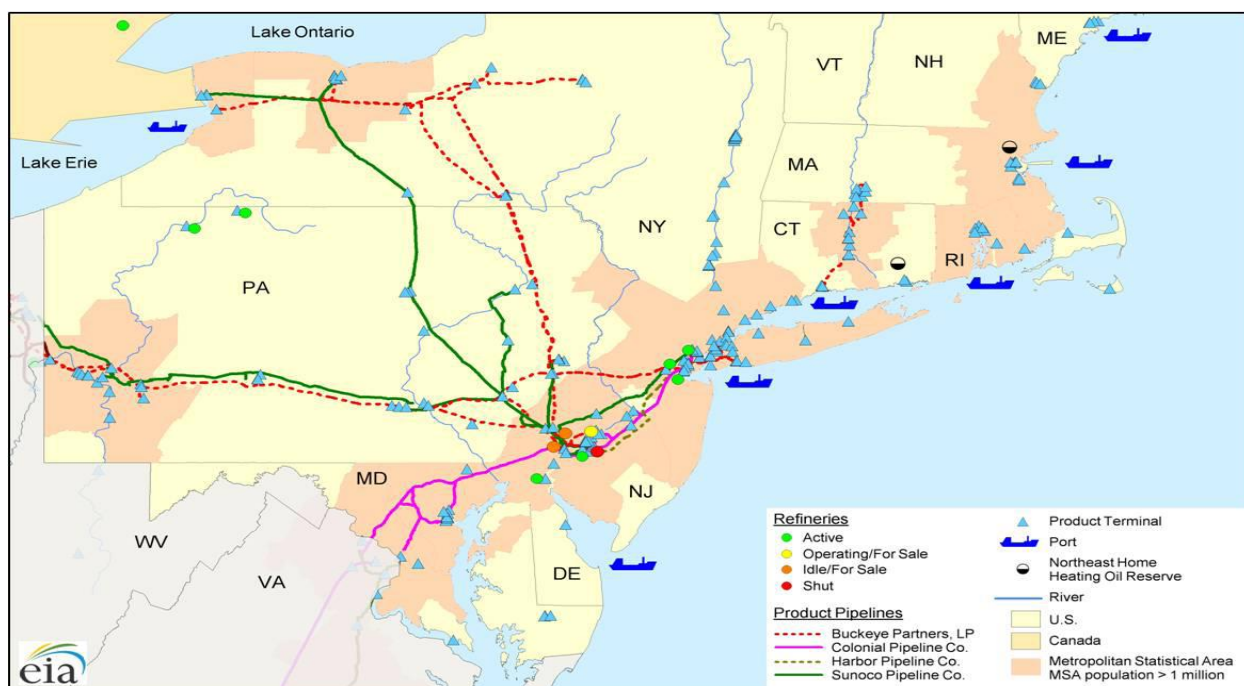 Lake Ontario
ME
VT
NH
Lake Erie
MA
NY
CT
RI
PA
MD
NJ
WV
VA
DE
eia
Refineries
Active
Operating/For Sale
Idle/For Sale
Shut
Product Pipelines
Buckeye Partners, LP
Colonial Pipeline Co.
Harbor Pipeline Co.
Sunoco Pipeline Co.
Product Terminal
Port
Northeast Home
Heating Oil Reserve
River
U.S.
Canada
Metropolitan Statistical Area
MSA population > 1 million